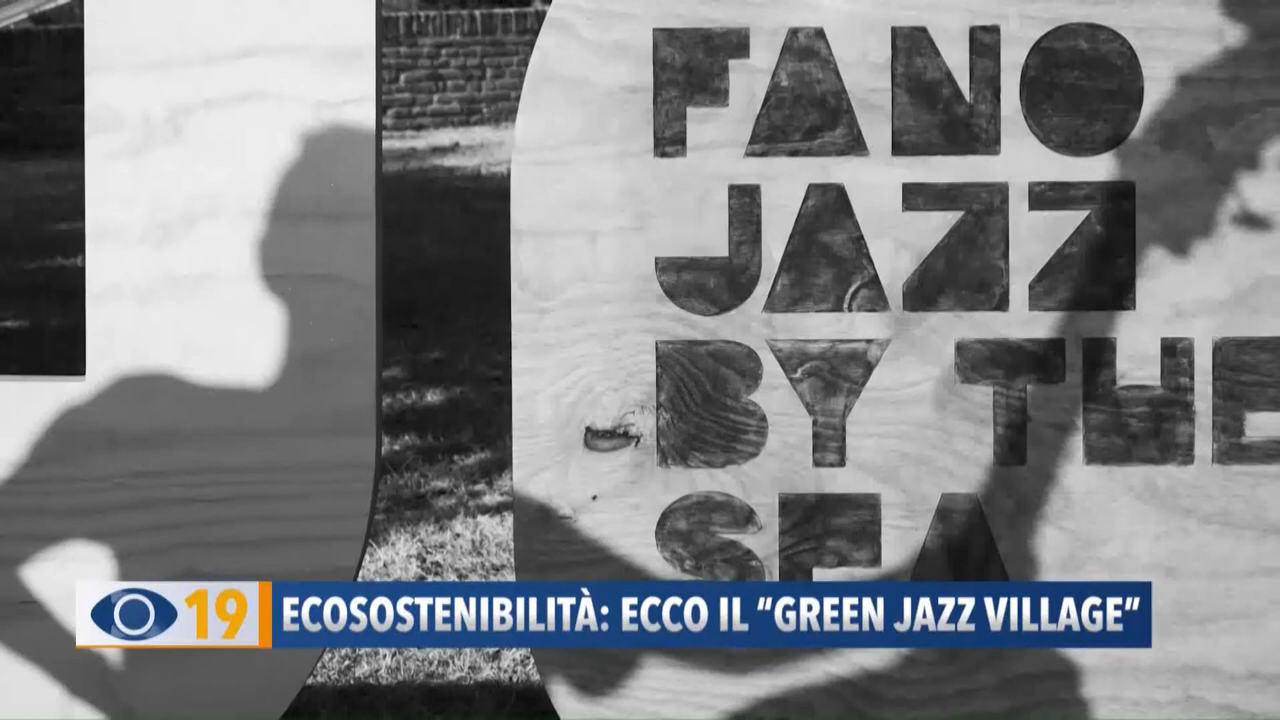 FANO
JAZZ
BY THE
SEA
19 ECOSOSTENIBILITÀ: ECCO IL “GREEN JAZZ VILLAGE”